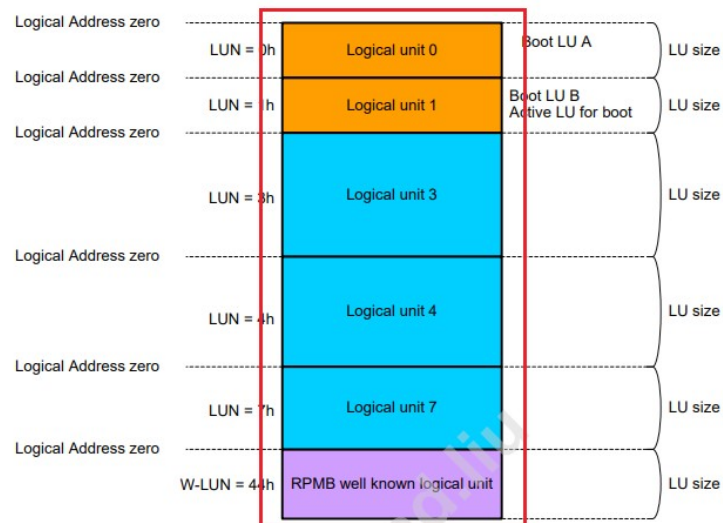 Logical Address zero
LUN = 0h Logical unit 0 Boot LU A LU size
Logical Address zero
LUN = 1h Logical unit 1 Boot LU B
Active LU for boot LU size
Logical Address zero
LUN = 3h Logical unit 3 LU size
Logical Address zero
LUN = 4h Logical unit 4 LU size
Logical Address zero
LUN = 7h Logical unit 7 LU size
Logical Address zero
W-LUN = 44h RPMB well known logical unit LU size